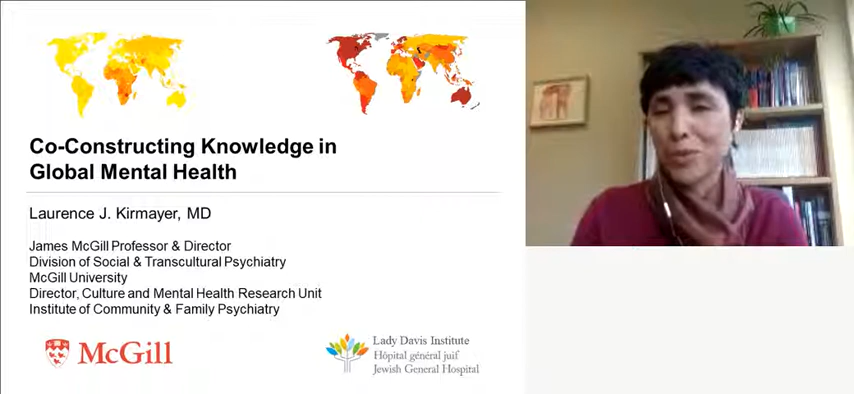 Co-Constructing Knowledge in
Global Mental Health
Laurence J. Kirmayer, MD
James McGill Professor & Director
Division of Social & Transcultural Psychiatry
McGill University
Director, Culture and Mental Health Research Unit
Institute of Community & Family Psychiatry
McGill
Lady Davis Institute
Hôpital général juif
Jewish General Hospital